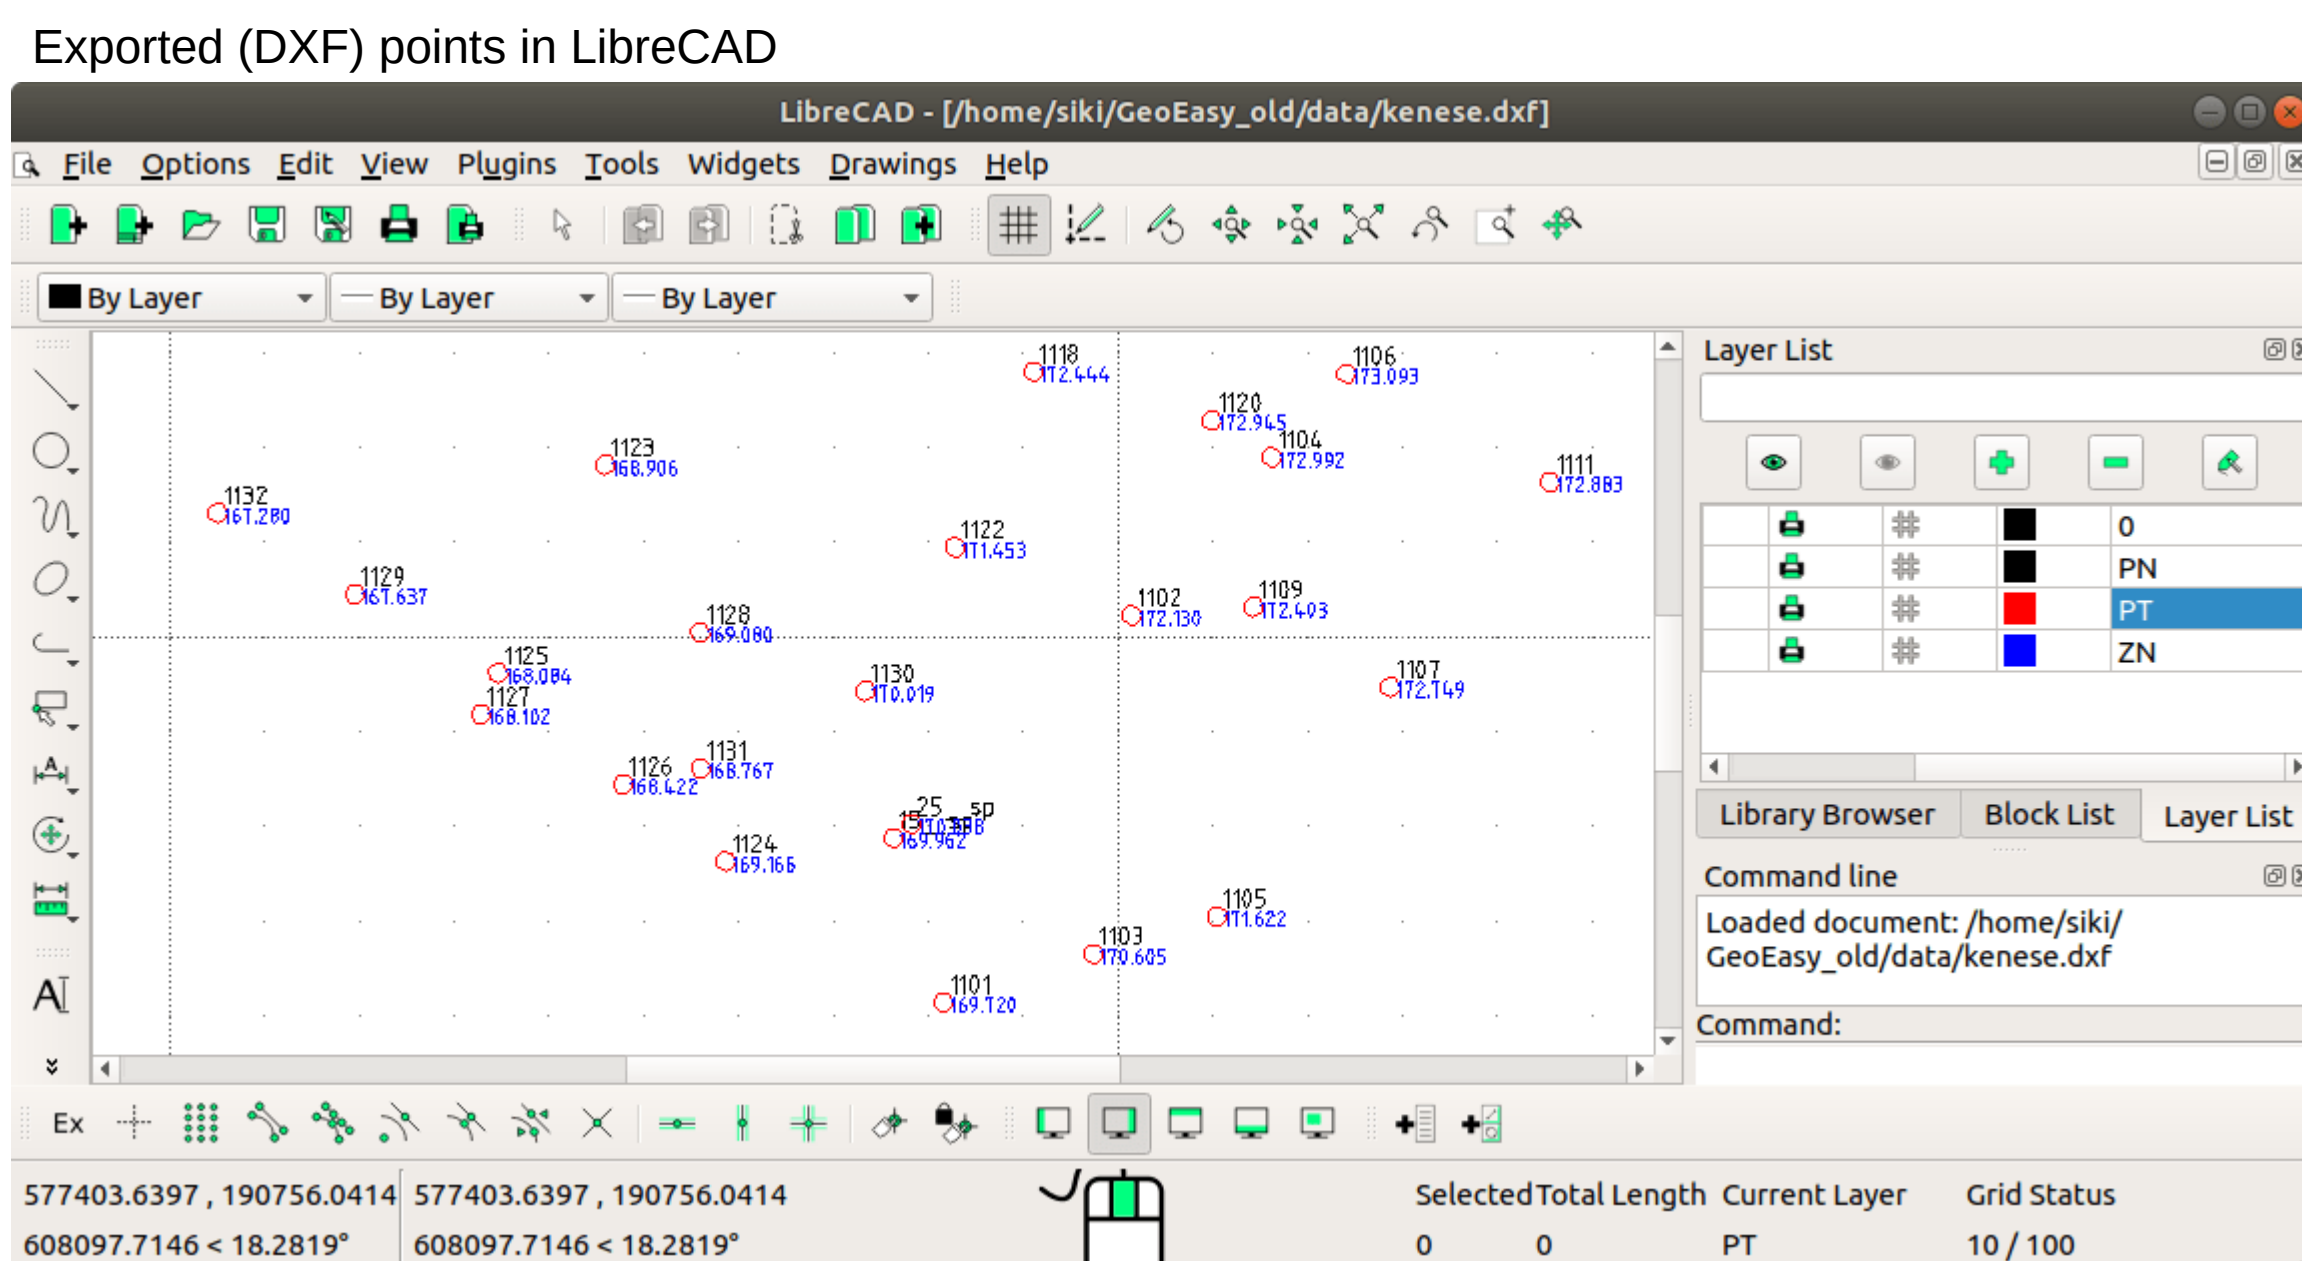 Exported (DXF) points in LibreCAD
LibreCAD - [/home/siki/GeoEasy_old/data/kenese.dxf]
File Options Edit View Plugins Tools Widgets Drawings Help
By Layer By Layer By Layer
Layer List
1118
172.444
1106
173.093
1120
172.945
1104
172.992
1123
168.906
1111
172.883
1132
167.280
1122
171.453
1129
167.637
1102
172.130
1109
172.403
1128
169.080
1125
168.084
1130
170.019
1107
172.749
1127
168.102
1131
168.767
1126
168.422
25 sp
169.962
1124
169.166
1105
171.622
1103
170.605
1101
169.720
0
PN
PT
ZN
Library Browser Block List Layer List
Command line
Loaded document: /home/siki/
GeoEasy_old/data/kenese.dxf
Command:
Ex
577403.6397 , 190756.0414 577403.6397 , 190756.0414 Selected Total Length Current Layer Grid Status
608097.7146 < 18.2819° 608097.7146 < 18.2819° 0 0 PT 10 / 100